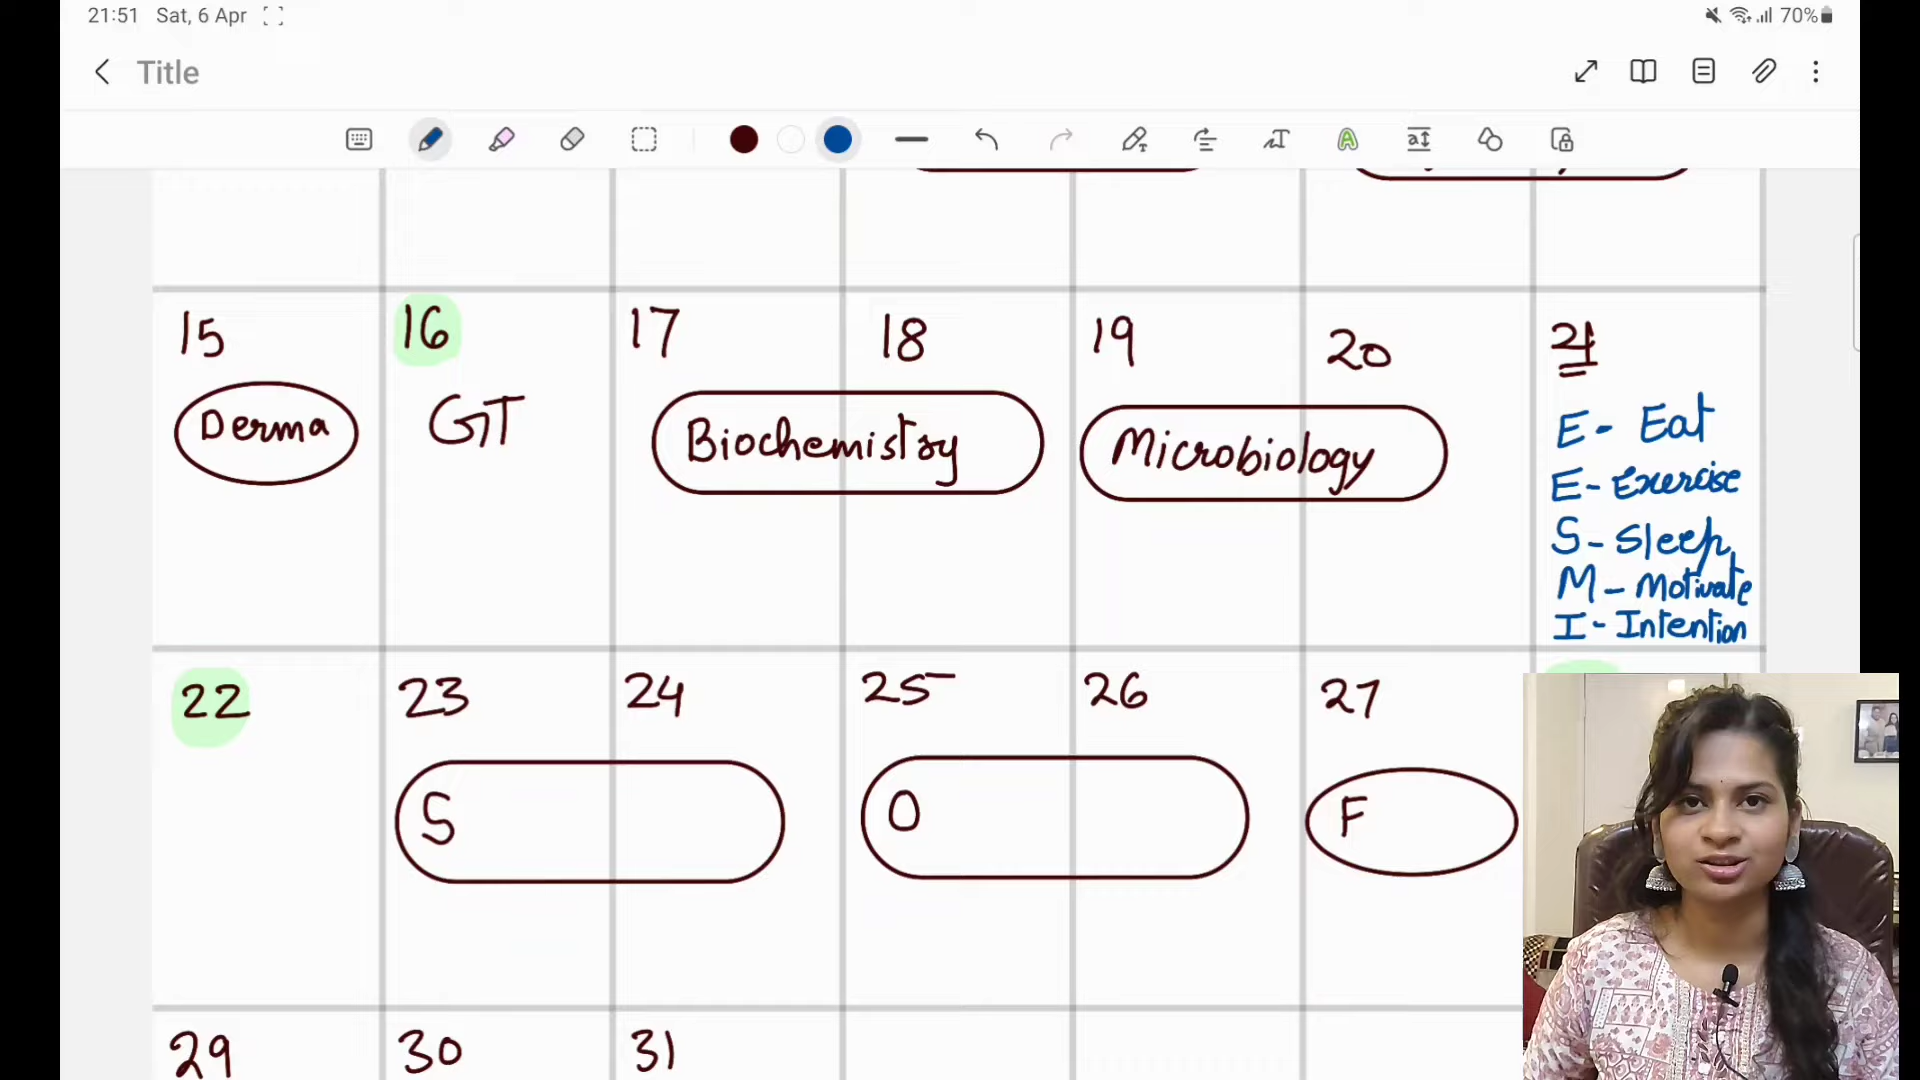 21:51 Sat, 6 Apr 70%
Title
15 16 17 18 19 20 21
Derma GT Biochemistry Microbiology
E - Eat
E - Exercise
S - Sleep
M - Motivate
I - Intention
22 23 24 25 26 27
S O F
29 30 31